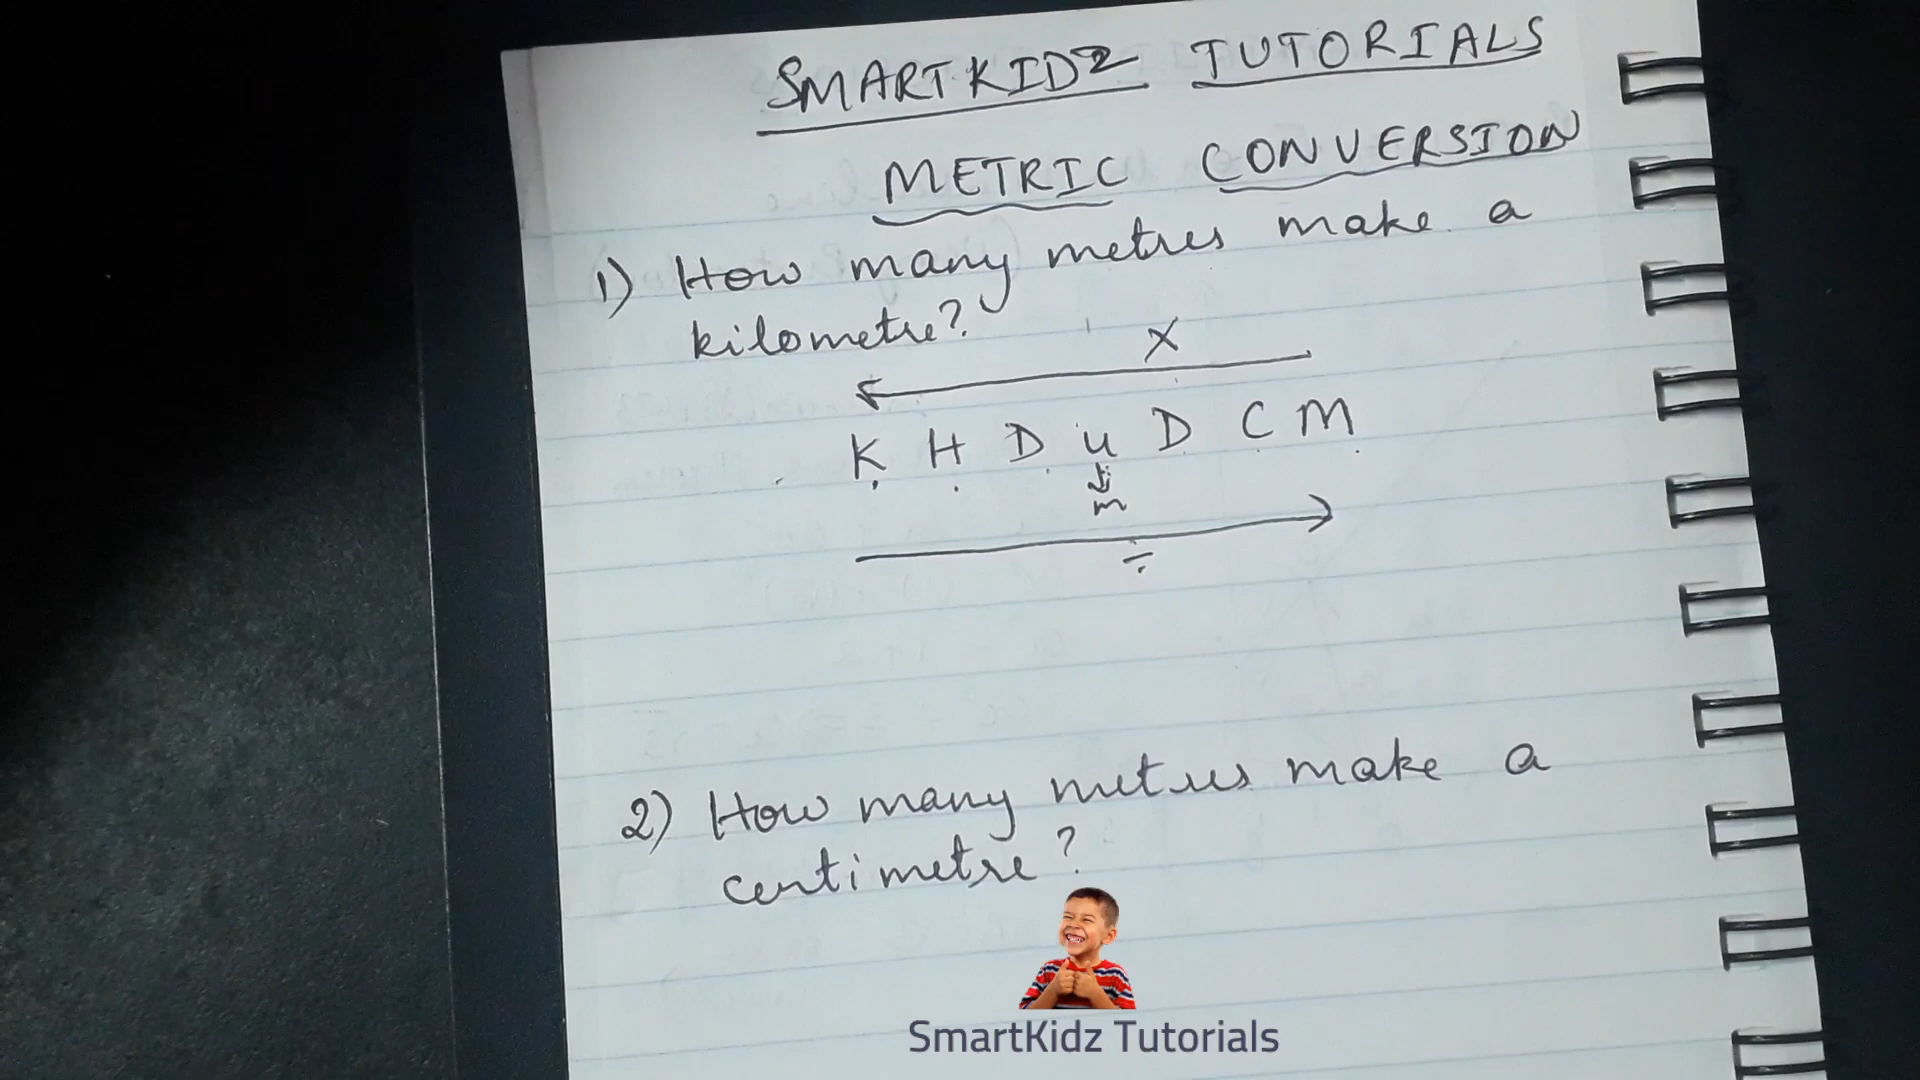 SMARTKIDZ TUTORIALS
METRIC CONVERSION
1) How many metres make a
kilometre?
X
K H D u D C M
m
÷
2) How many metres make a
centimetre?
SmartKidz Tutorials